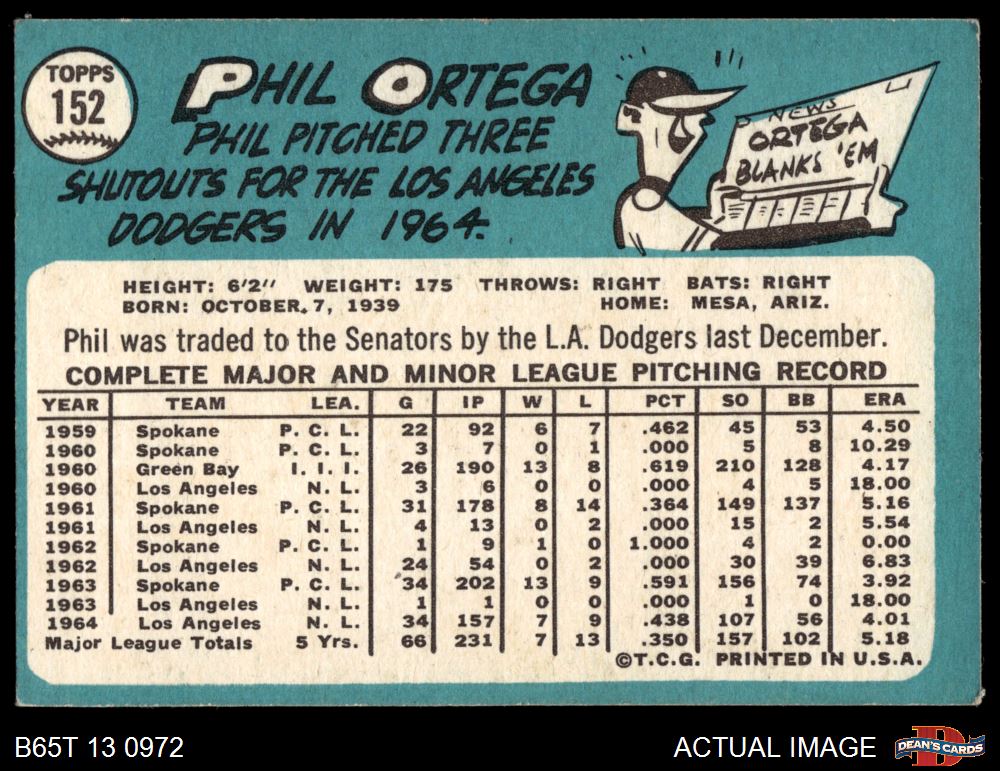 TOPPS
152
PHIL ORTEGA
PHIL PITCHED THREE
SHUTOUTS FOR THE LOS ANGELES
DODGERS IN 1964.
NEWS
ORTEGA
BLANKS 'EM
HEIGHT: 6'2" WEIGHT: 175 THROWS: RIGHT BATS: RIGHT
BORN: OCTOBER 7, 1939 HOME: MESA, ARIZ.
Phil was traded to the Senators by the L.A. Dodgers last December.
COMPLETE MAJOR AND MINOR LEAGUE PITCHING RECORD
YEAR TEAM LEA. G IP W L PCT SO BB ERA
1959 Spokane P. C. L. 22 92 6 7 .462 45 53 4.50
1960 Spokane P. C. L. 3 7 0 1 .000 5 8 10.29
1960 Green Bay I. I. I. 26 190 13 8 .619 210 128 4.17
1960 Los Angeles N. L. 3 6 0 0 .000 4 5 18.00
1961 Spokane P. C. L. 31 178 8 14 .364 149 137 5.16
1961 Los Angeles N. L. 4 13 0 2 .000 15 2 5.54
1962 Spokane P. C. L. 1 9 1 0 1.000 4 2 0.00
1962 Los Angeles N. L. 24 54 0 2 .000 30 39 6.83
1963 Spokane P. C. L. 34 202 13 9 .591 156 74 3.92
1963 Los Angeles N. L. 1 1 0 0 .000 1 0 18.00
1964 Los Angeles N. L. 34 157 7 9 .438 107 56 4.01
Major League Totals 5 Yrs. 66 231 7 13 .350 157 102 5.18
©T.C.G. PRINTED IN U.S.A.
B65T 13 0972 ACTUAL IMAGE DEAN'S CARDS